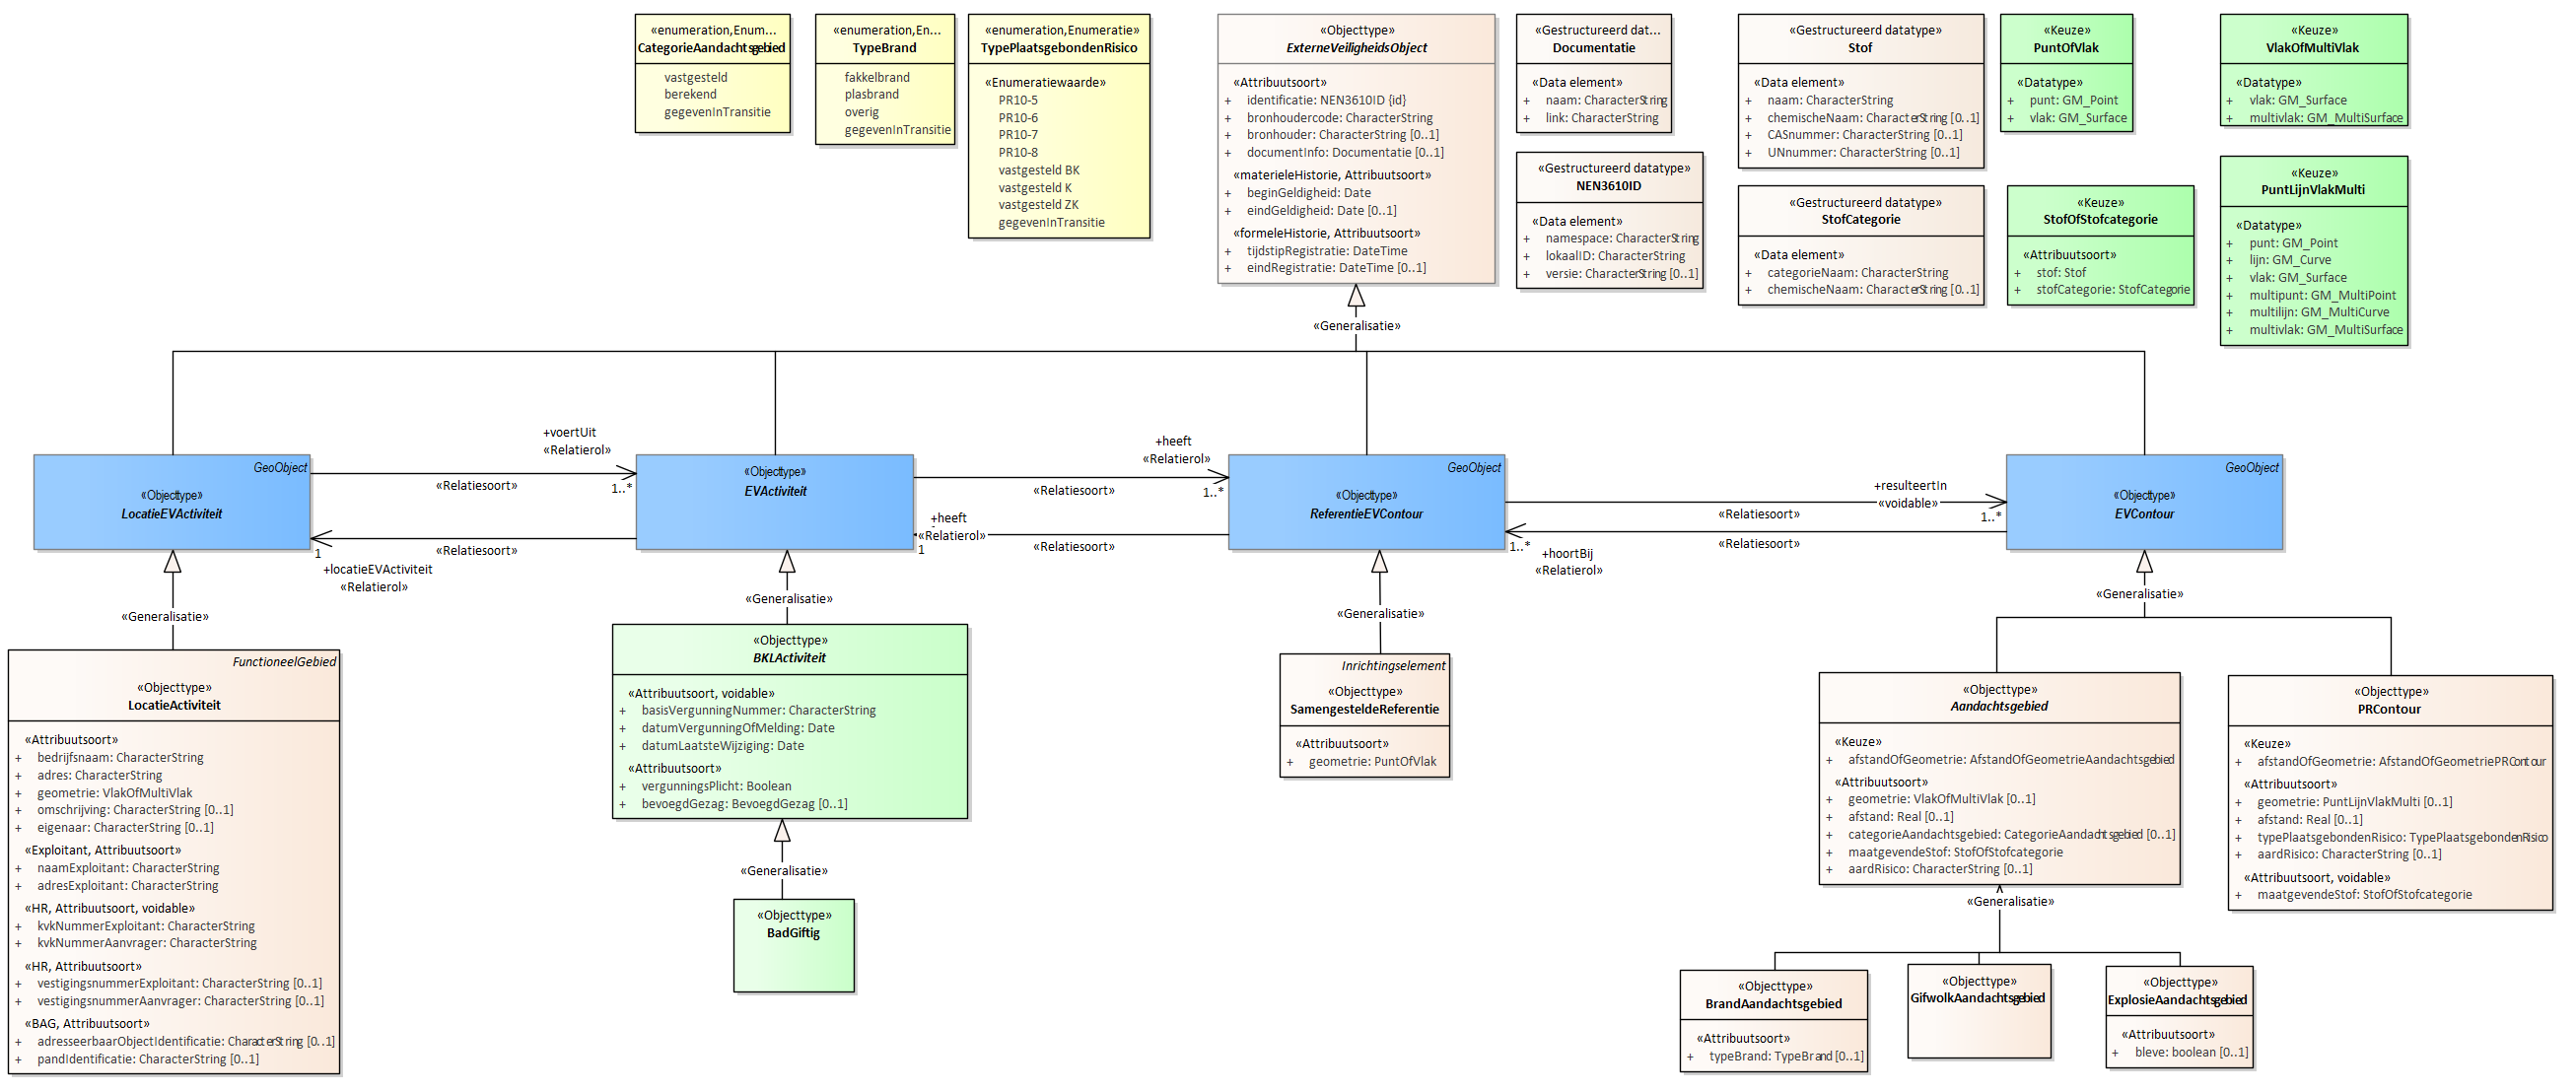 «enumeration,Enum...
CategorieAandachtsgebied
vastgesteld
berekend
gegevenInTransitie
«enumeration,En...
TypeBrand
fakkelbrand
plasbrand
overig
gegevenInTransitie
«enumeration,Enumeratie»
TypePlaatsgebondenRisico
«Enumeratiewaarde»
PR10-5
PR10-6
PR10-7
PR10-8
vastgesteld BK
vastgesteld K
vastgesteld ZK
gegevenInTransitie
«Objecttype»
ExterneVeiligheidsObject
«Attribuutsoort»
+ identificatie: NEN3610ID {id}
+ bronhoudercode: CharacterString
+ bronhouder: CharacterString [0..1]
+ documentInfo: Documentatie [0..1]
«materieleHistorie, Attribuutsoort»
+ beginGeldigheid: Date
+ eindGeldigheid: Date [0..1]
«formeleHistorie, Attribuutsoort»
+ tijdstipRegistratie: DateTime
+ eindRegistratie: DateTime [0..1]
«Gestructureerd dat...
Documentatie
«Data element»
+ naam: CharacterString
+ link: CharacterString
«Gestructureerd datatype»
NEN3610ID
«Data element»
+ namespace: CharacterString
+ lokaalID: CharacterString
+ versie: CharacterString [0..1]
«Gestructureerd datatype»
Stof
«Data element»
+ naam: CharacterString
+ chemischeNaam: CharacterString [0..1]
+ CASnummer: CharacterString [0..1]
+ UNnummer: CharacterString [0..1]
«Gestructureerd datatype»
StofCategorie
«Data element»
+ categorieNaam: CharacterString
+ chemischeNaam: CharacterString [0..1]
«Keuze»
PuntOfVlak
«Datatype»
+ punt: GM_Point
+ vlak: GM_Surface
«Keuze»
StofOfStofcategorie
«Attribuutsoort»
+ stof: Stof
+ stofCategorie: StofCategorie
«Keuze»
VlakOfMultiVlak
«Datatype»
+ vlak: GM_Surface
+ multivlak: GM_MultiSurface
«Keuze»
PuntLijnVlakMulti
«Datatype»
+ punt: GM_Point
+ lijn: GM_Curve
+ vlak: GM_Surface
+ multipunt: GM_MultiPoint
+ multilijn: GM_MultiCurve
+ multivlak: GM_MultiSurface
«Generalisatie»
GeoObject
«Objecttype»
LocatieEVActiviteit
+voertUit
«Relatierol»
1..*
«Relatiesoort»
«Relatiesoort»
1
+locatieEVActiviteit
«Relatierol»
«Objecttype»
EVActiviteit
+heeft
«Relatierol»
1..*
«Relatiesoort»
+heeft
«Relatierol»
1
«Relatiesoort»
GeoObject
«Objecttype»
ReferentieEVContour
+resulteertIn
«voidable»
1..*
«Relatiesoort»
«Relatiesoort»
1..*
+hoortBij
«Relatierol»
GeoObject
«Objecttype»
EVContour
«Generalisatie»
«Generalisatie»
«Generalisatie»
«Generalisatie»
FunctioneelGebied
«Objecttype»
LocatieActiviteit
«Attribuutsoort»
+ bedrijfsnaam: CharacterString
+ adres: CharacterString
+ geometrie: VlakOfMultiVlak
+ omschrijving: CharacterString [0..1]
+ eigenaar: CharacterString [0..1]
«Exploitant, Attribuutsoort»
+ naamExploitant: CharacterString
+ adresExploitant: CharacterString
«HR, Attribuutsoort, voidable»
+ kvkNummerExploitant: CharacterString
+ kvkNummerAanvrager: CharacterString
«HR, Attribuutsoort»
+ vestigingsnummerExploitant: CharacterString [0..1]
+ vestigingsnummerAanvrager: CharacterString [0..1]
«BAG, Attribuutsoort»
+ adresseerbaarObjectIdentificatie: CharacterString [0..1]
+ pandIdentificatie: CharacterString [0..1]
«Objecttype»
BKLActiviteit
«Attribuutsoort, voidable»
+ basisVergunningNummer: CharacterString
+ datumVergunningOfMelding: Date
+ datumLaatsteWijziging: Date
«Attribuutsoort»
+ vergunningsPlicht: Boolean
+ bevoegdGezag: BevoegdGezag [0..1]
«Generalisatie»
«Objecttype»
BadGiftig
Inrichtingselement
«Objecttype»
SamengesteldeReferentie
«Attribuutsoort»
+ geometrie: PuntOfVlak
«Objecttype»
Aandachtsgebied
«Keuze»
+ afstandOfGeometrie: AfstandOfGeometrieAandachtsgebied
«Attribuutsoort»
+ geometrie: VlakOfMultiVlak [0..1]
+ afstand: Real [0..1]
+ categorieAandachtsgebied: CategorieAandachtsgebied [0..1]
+ maatgevendeStof: StofOfStofcategorie
+ aardRisico: CharacterString [0..1]
«Objecttype»
PRContour
«Keuze»
+ afstandOfGeometrie: AfstandOfGeometriePRContour
«Attribuutsoort»
+ geometrie: PuntLijnVlakMulti [0..1]
+ afstand: Real [0..1]
+ typePlaatsgebondenRisico: TypePlaatsgebondenRisico
+ aardRisico: CharacterString [0..1]
«Attribuutsoort, voidable»
+ maatgevendeStof: StofOfStofcategorie
«Generalisatie»
«Objecttype»
BrandAandachtsgebied
«Attribuutsoort»
+ typeBrand: TypeBrand [0..1]
«Objecttype»
GifwolkAandachtsgebied
«Objecttype»
ExplosieAandachtsgebied
«Attribuutsoort»
+ bleve: boolean [0..1]